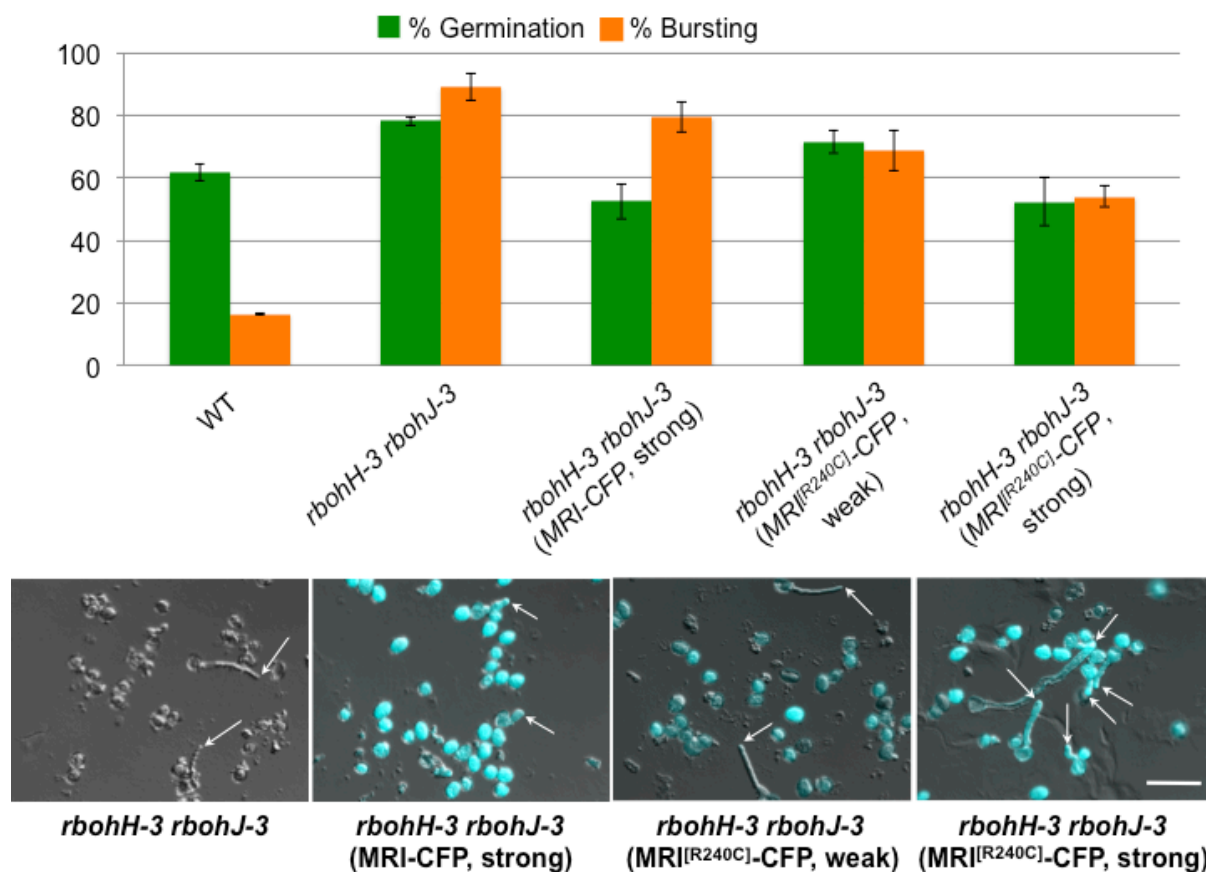 % Germination % Bursting
100
80
60
40
20
0
WT
rbohH-3 rbohJ-3
rbohH-3 rbohJ-3
(MRI-CFP, strong)
rbohH-3 rbohJ-3
(MRI[R240C]-CFP,
weak)
rbohH-3 rbohJ-3
(MRI[R240C]-CFP,
strong)
rbohH-3 rbohJ-3
rbohH-3 rbohJ-3
(MRI-CFP, strong)
rbohH-3 rbohJ-3
(MRI[R240C]-CFP, weak)
rbohH-3 rbohJ-3
(MRI[R240C]-CFP, strong)